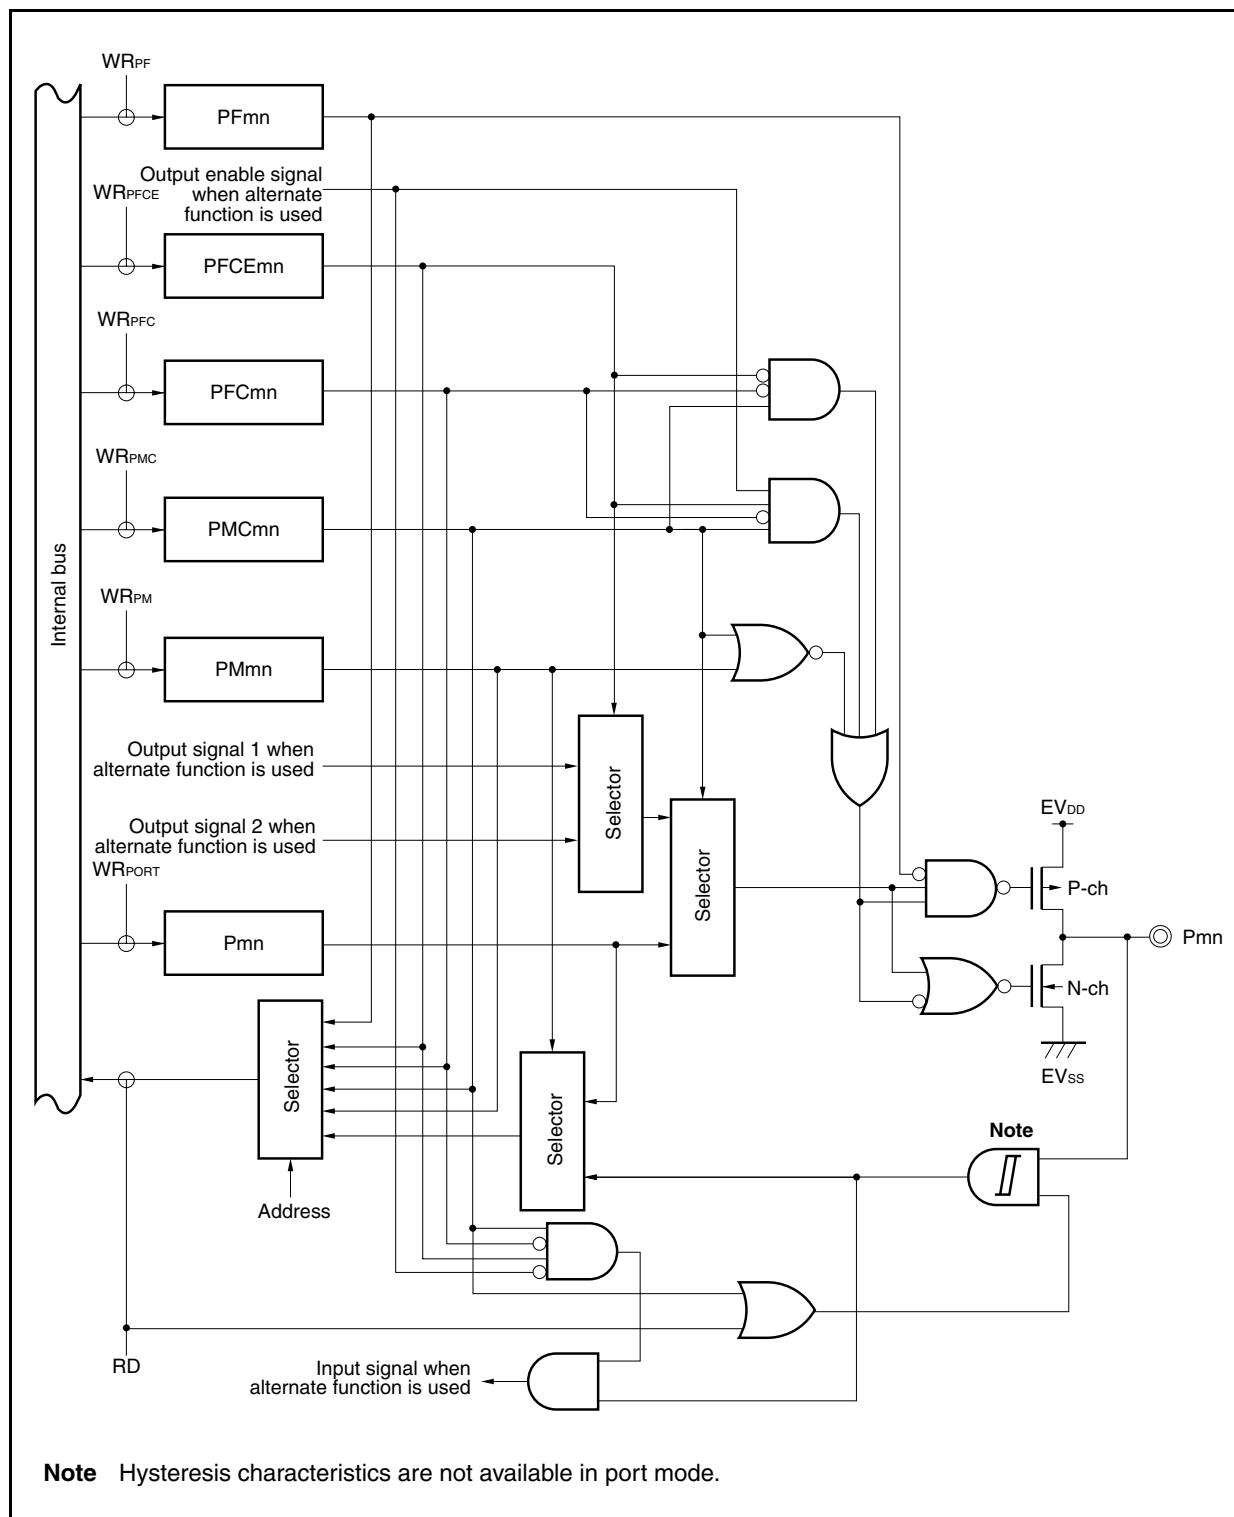 WRPF
PFmn
Output enable signal
when alternate
function is used
WRPFCE
PFCEmn
WRPFC
PFCmn
WRPMC
PMCmn
Internal bus
WRPM
PMmn
Output signal 1 when
alternate function is used
Selector
Output signal 2 when
alternate function is used
Selector
EVDD
WRPORT
P-ch
Pmn
Pmn
N-ch
EVSS
Selector
Selector
Note
Address
RD
Input signal when
alternate function is used
Note Hysteresis characteristics are not available in port mode.